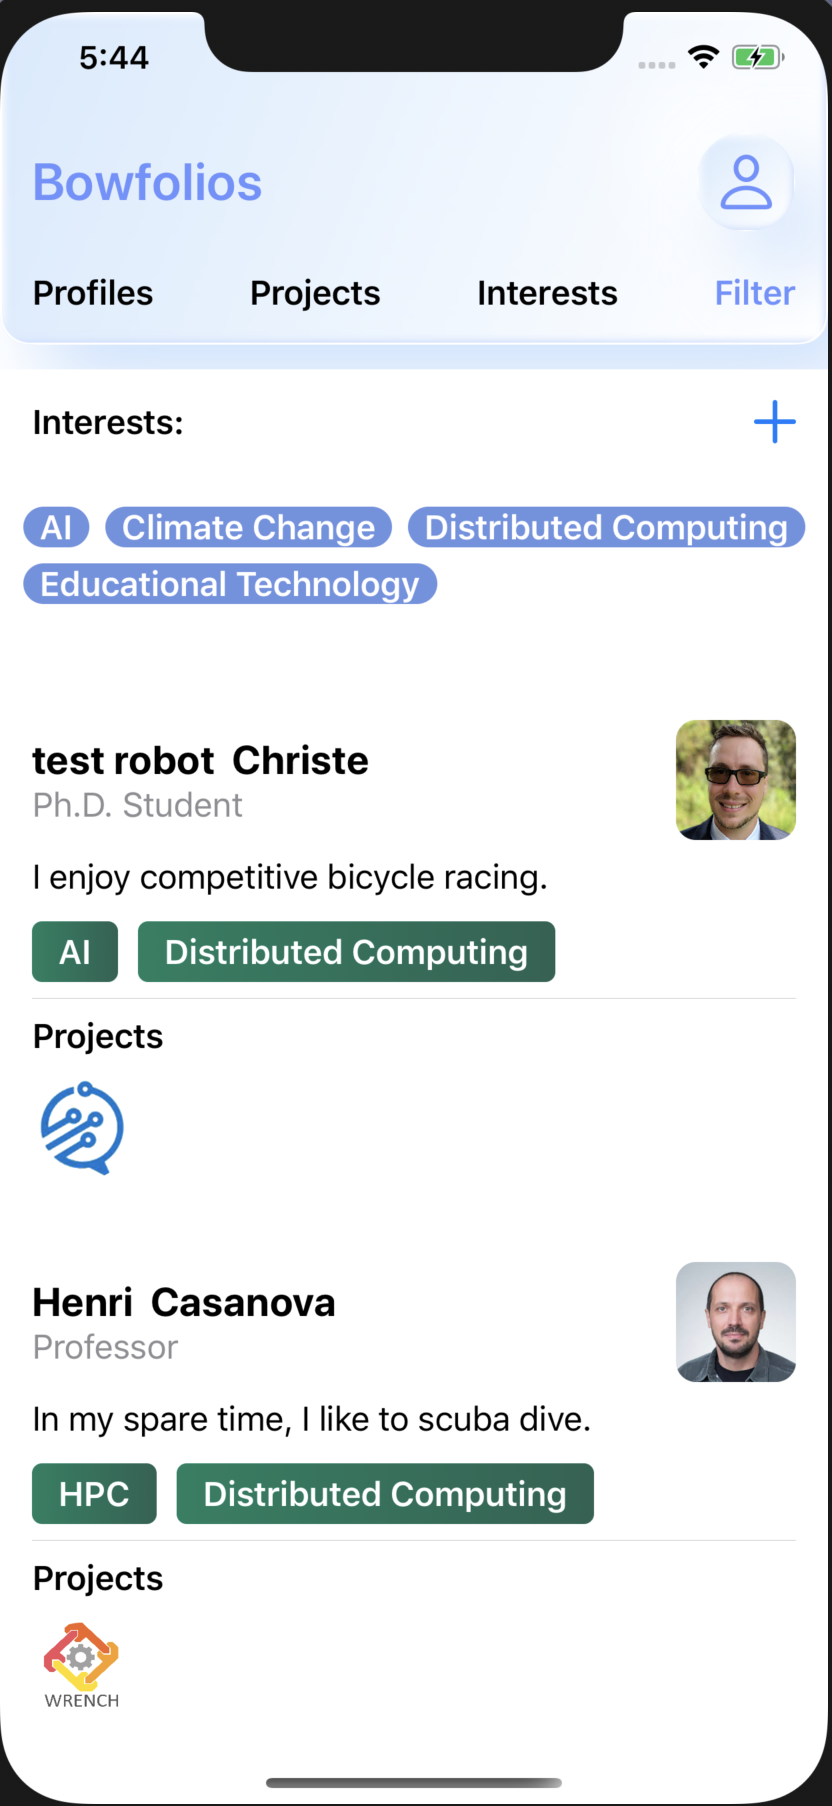 5:44
Bowfolios
Profiles Projects Interests Filter
Interests:
AI Climate Change Distributed Computing
Educational Technology
test robot Christe
Ph.D. Student
I enjoy competitive bicycle racing.
AI Distributed Computing
Projects
Henri Casanova
Professor
In my spare time, I like to scuba dive.
HPC Distributed Computing
Projects
WRENCH